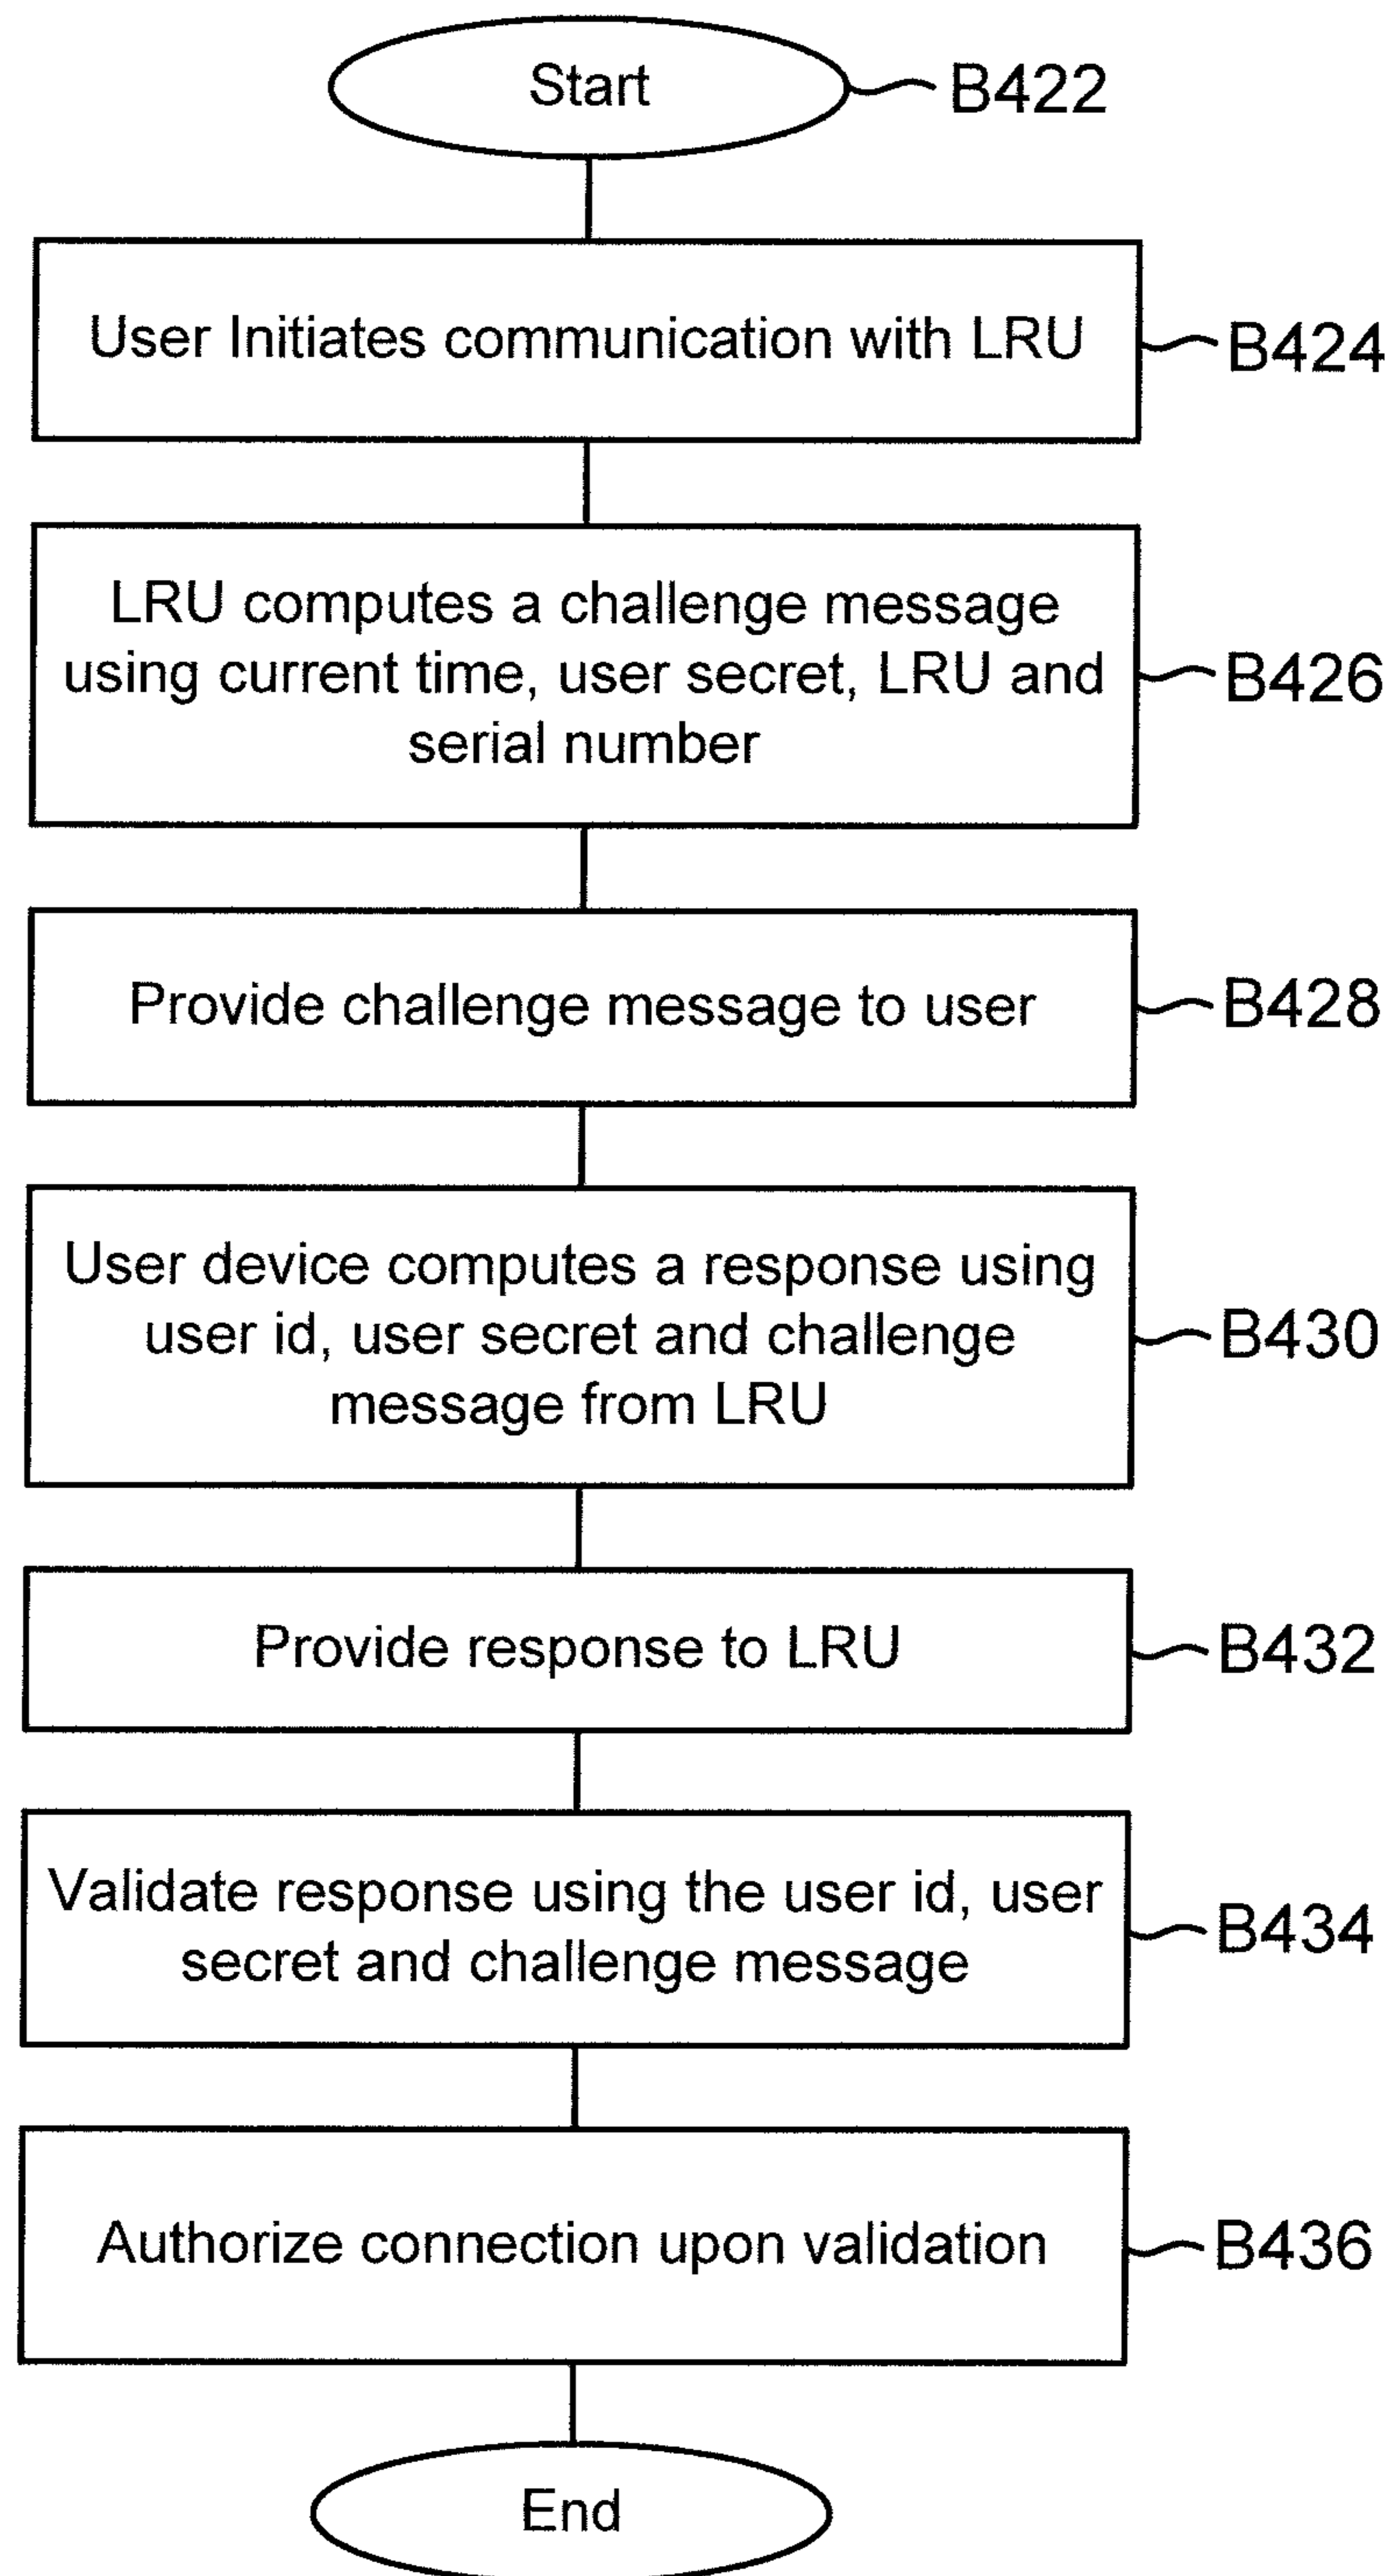 Start
B422
User Initiates communication with LRU
B424
LRU computes a challenge message
using current time, user secret, LRU and
serial number
B426
Provide challenge message to user
B428
User device computes a response using
user id, user secret and challenge
message from LRU
B430
Provide response to LRU
B432
Validate response using the user id, user
secret and challenge message
B434
Authorize connection upon validation
B436
End